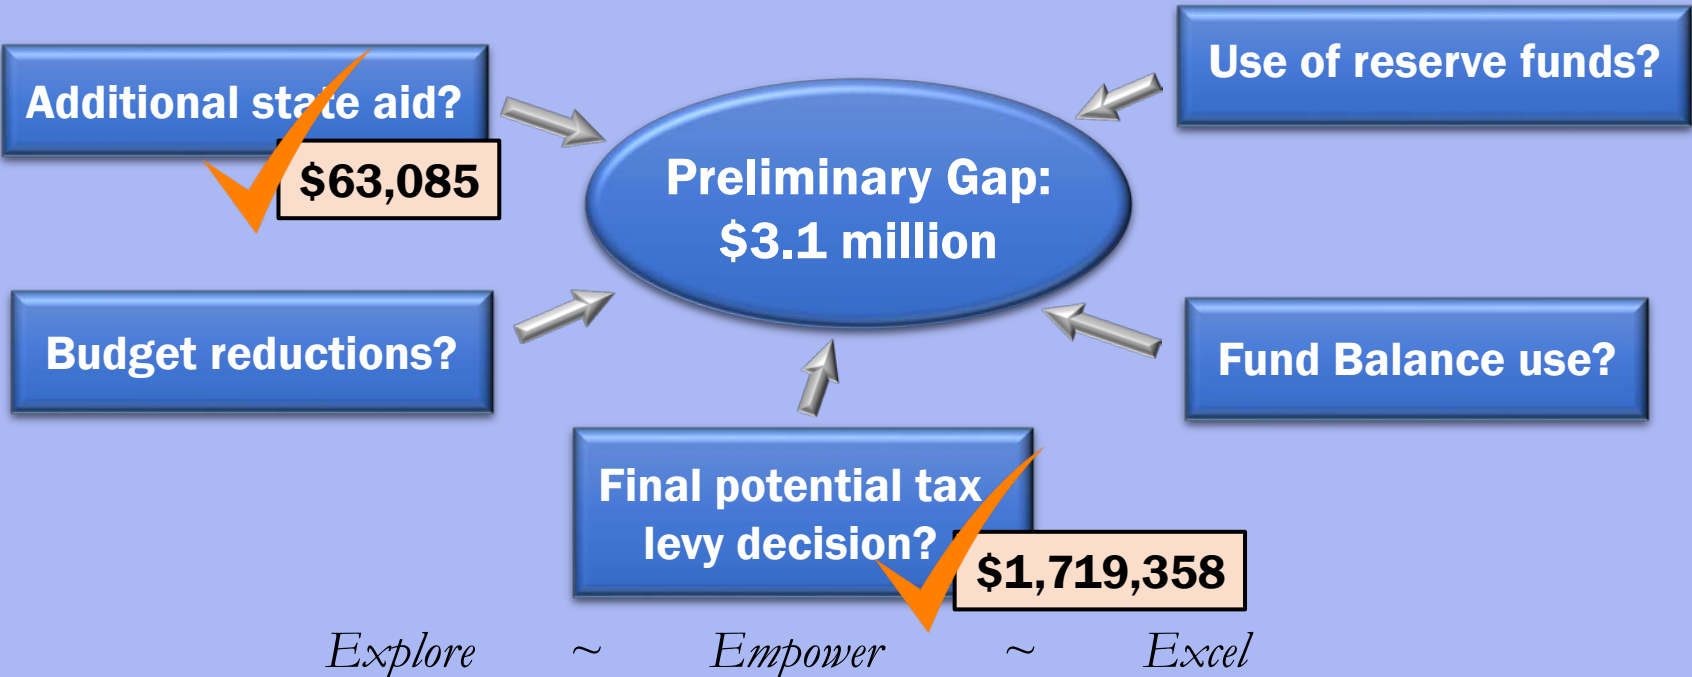 Additional state aid?
$63,085
Use of reserve funds?
Preliminary Gap:
$3.1 million
Budget reductions?
Fund Balance use?
Final potential tax
levy decision?
$1,719,358
Explore ~ Empower ~ Excel